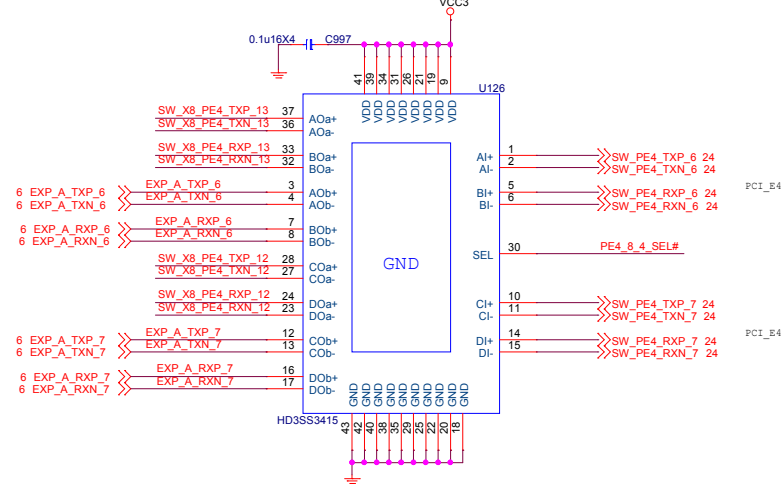 VCC3
0.1u16X4 C997
41 39 34 31 26 21 19 9
U126
VDD VDD VDD VDD VDD VDD VDD VDD
SW_X8_PE4_TXP_13 37 AOa+
SW_X8_PE4_TXN_13 36 AOa-
SW_X8_PE4_RXP_13 33 BOa+ AI+ 1 SW_PE4_TXP_6 24
SW_X8_PE4_RXN_13 32 BOa- AI- 2 SW_PE4_TXN_6 24
6 EXP_A_TXP_6 EXP_A_TXP_6 3 AOb+ BI+ 5 SW_PE4_RXP_6 24 PCI_E4
6 EXP_A_TXN_6 EXP_A_TXN_6 4 AOb- BI- 6 SW_PE4_RXN_6 24
6 EXP_A_RXP_6 EXP_A_RXP_6 7 BOb+
6 EXP_A_RXN_6 EXP_A_RXN_6 8 BOb- SEL 30 PE4_8_4_SEL#
SW_X8_PE4_TXP_12 28 COa+ GND
SW_X8_PE4_TXN_12 27 COa-
SW_X8_PE4_RXP_12 24 DOa+ CI+ 10 SW_PE4_TXP_7 24
SW_X8_PE4_RXN_12 23 DOa- CI- 11 SW_PE4_TXN_7 24
6 EXP_A_TXP_7 EXP_A_TXP_7 12 COb+ DI+ 14 SW_PE4_RXP_7 24 PCI_E4
6 EXP_A_TXN_7 EXP_A_TXN_7 13 COb- DI- 15 SW_PE4_RXN_7 24
6 EXP_A_RXP_7 EXP_A_RXP_7 16 DOb+
6 EXP_A_RXN_7 EXP_A_RXN_7 17 DOb-
GND GND GND GND GND GND GND GND GND GND
HD3SS3415
43 42 40 38 35 29 25 22 20 18